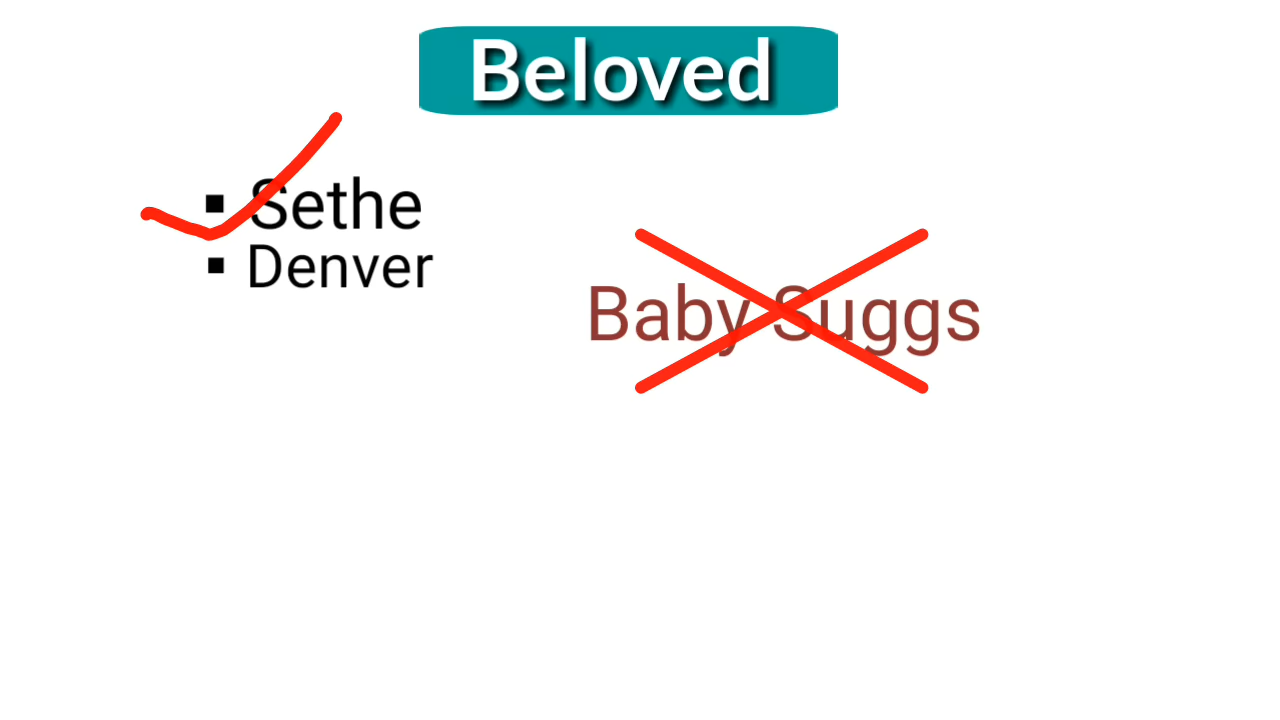 Beloved
▪ Sethe
▪ Denver
Baby Suggs